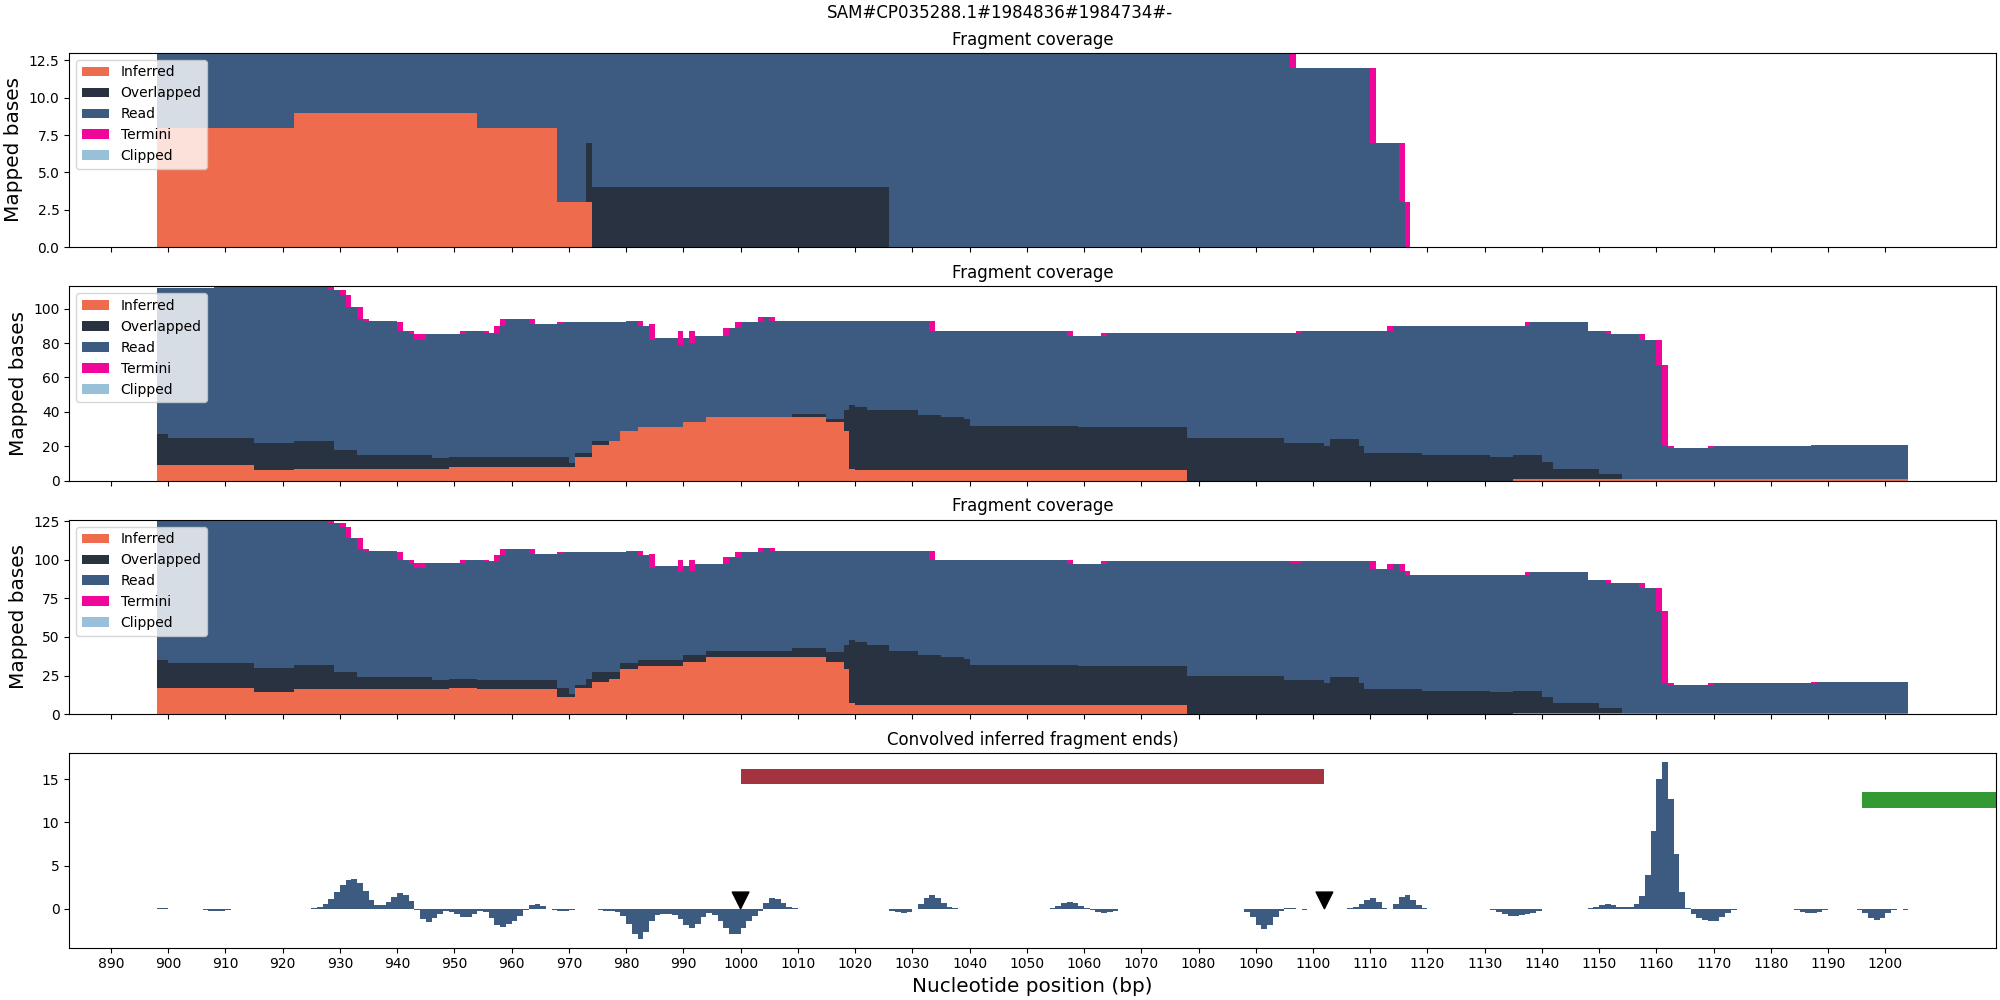 SAM#CP035288.1#1984836#1984734#-
Fragment coverage
Mapped bases
12.5
10.0
7.5
5.0
2.5
0.0
Inferred
Overlapped
Read
Termini
Clipped
Fragment coverage
Mapped bases
100
80
60
40
20
0
Inferred
Overlapped
Read
Termini
Clipped
Fragment coverage
Mapped bases
125
100
75
50
25
0
Inferred
Overlapped
Read
Termini
Clipped
Convolved inferred fragment ends)
15
10
5
0
890 900 910 920 930 940 950 960 970 980 990 1000 1010 1020 1030 1040 1050 1060 1070 1080 1090 1100 1110 1120 1130 1140 1150 1160 1170 1180 1190 1200
Nucleotide position (bp)